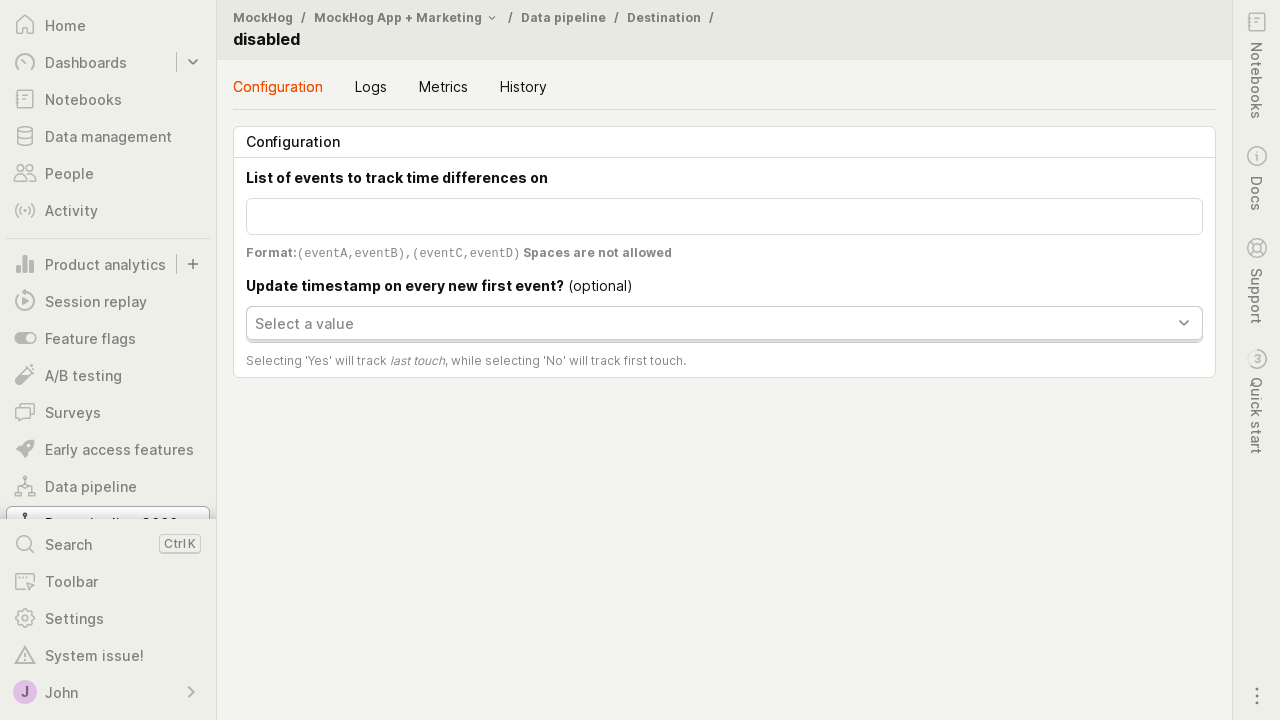 Home
Dashboards
Notebooks
Data management
People
Activity
Product analytics
Session replay
Feature flags
A/B testing
Surveys
Early access features
Data pipeline
Search Ctrl K
Toolbar
Settings
System issue!
J John
MockHog / MockHog App + Marketing / Data pipeline / Destination /
disabled
Configuration Logs Metrics History
Configuration
List of events to track time differences on
Format:(eventA,eventB),(eventC,eventD) Spaces are not allowed
Update timestamp on every new first event? (optional)
Select a value
Selecting 'Yes' will track last touch, while selecting 'No' will track first touch.
Notebooks
Docs
Support
3
Quick start